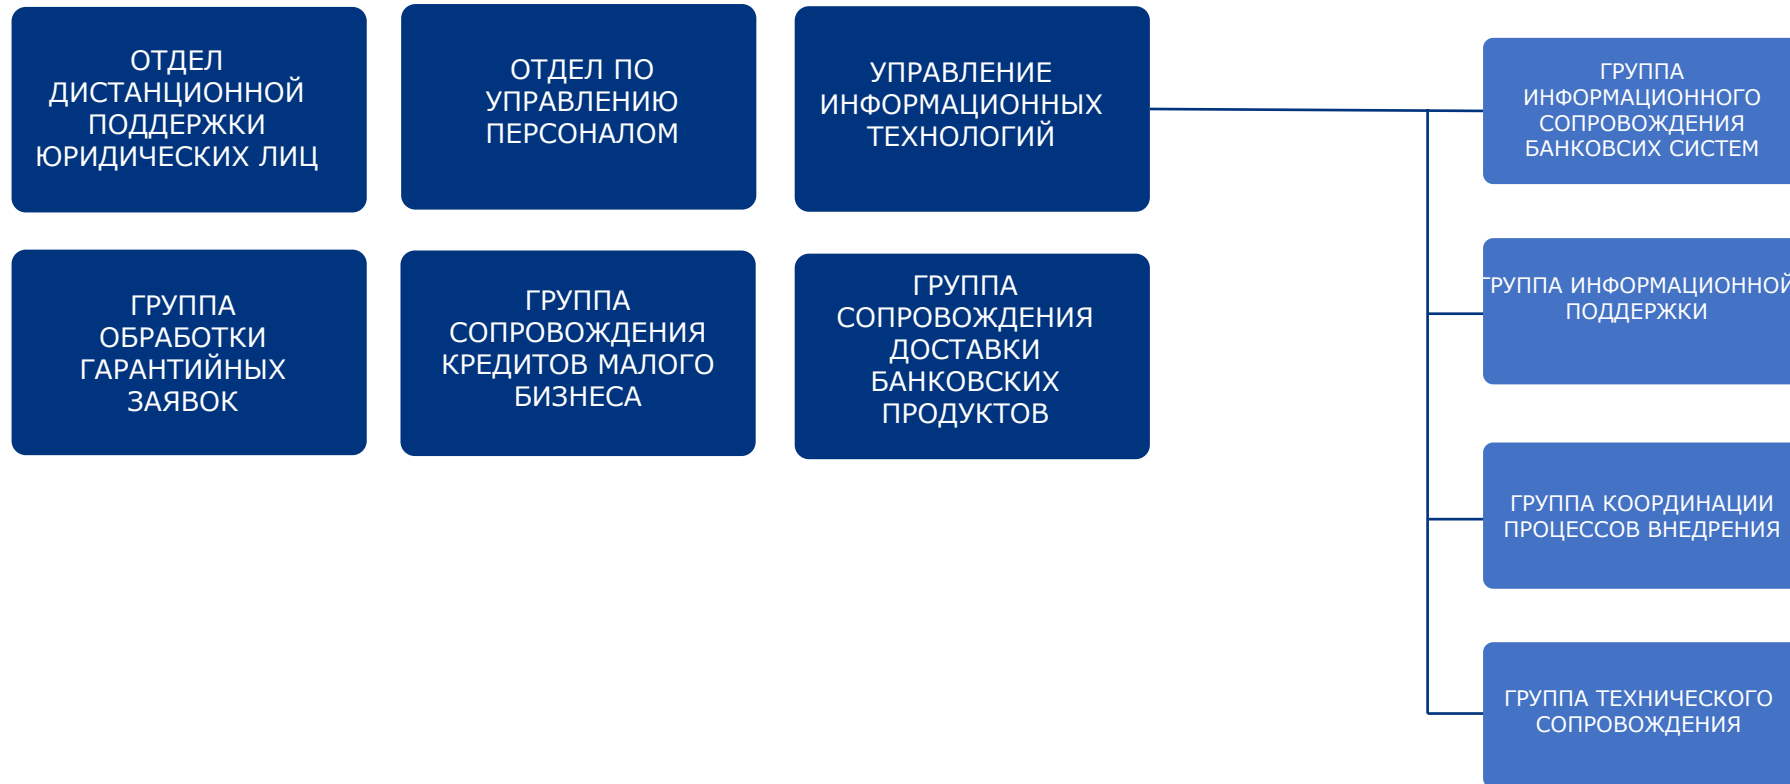 ОТДЕЛ
ДИСТАНЦИОННОЙ
ПОДДЕРЖКИ
ЮРИДИЧЕСКИХ ЛИЦ
ОТДЕЛ ПО
УПРАВЛЕНИЮ
ПЕРСОНАЛОМ
УПРАВЛЕНИЕ
ИНФОРМАЦИОННЫХ
ТЕХНОЛОГИЙ
ГРУППА
ИНФОРМАЦИОННОГО
СОПРОВОЖДЕНИЯ
БАНКОВСИХ СИСТЕМ
ГРУППА
ОБРАБОТКИ
ГАРАНТИЙНЫХ
ЗАЯВОК
ГРУППА
СОПРОВОЖДЕНИЯ
КРЕДИТОВ МАЛОГО
БИЗНЕСА
ГРУППА
СОПРОВОЖДЕНИЯ
ДОСТАВКИ
БАНКОВСКИХ
ПРОДУКТОВ
ГРУППА ИНФОРМАЦИОННОЙ
ПОДДЕРЖКИ
ГРУППА КООРДИНАЦИИ
ПРОЦЕССОВ ВНЕДРЕНИЯ
ГРУППА ТЕХНИЧЕСКОГО
СОПРОВОЖДЕНИЯ